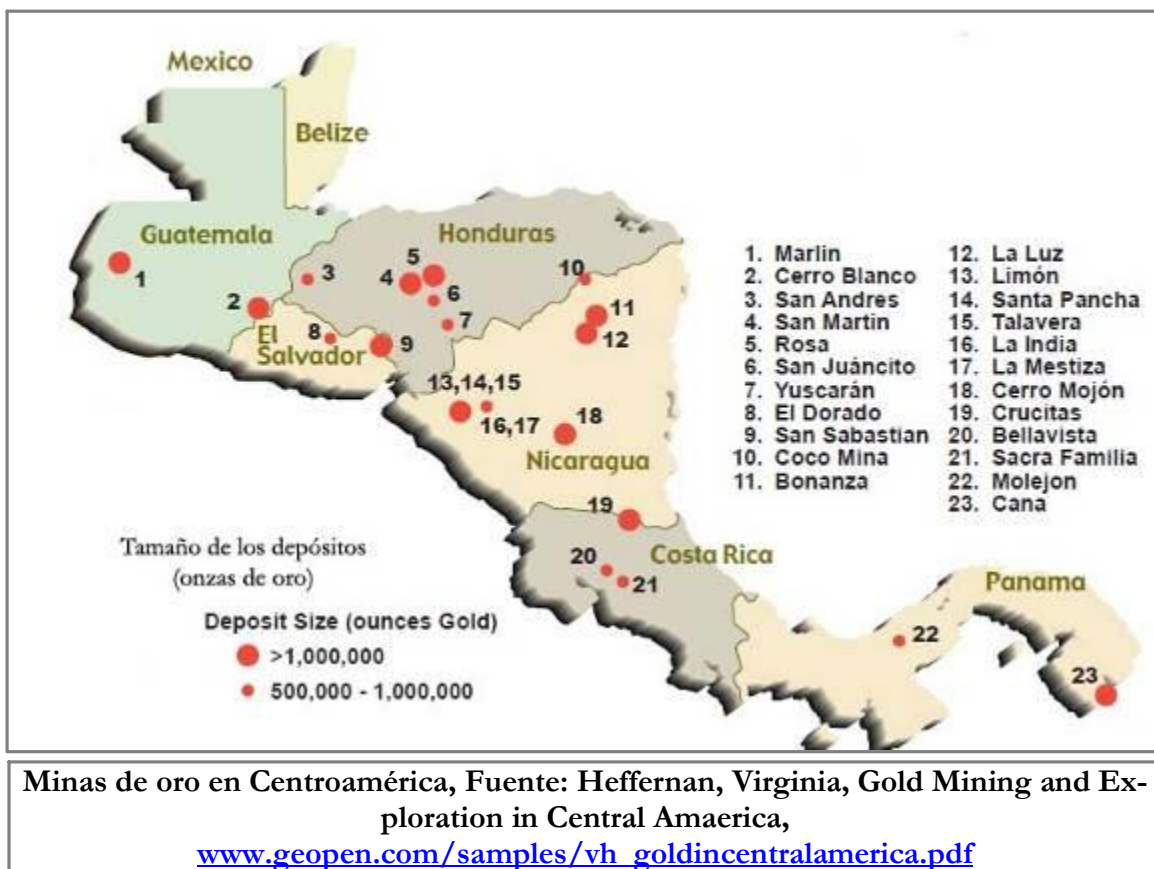 Mexico
Belize
Guatemala
Honduras
1
2
3
4
5
6
7
8
9
10
11
12
El
Salvador
13,14,15
16,17
18
Nicaragua
19
20
21
Costa Rica
Panama
22
23
1. Marlin
2. Cerro Blanco
3. San Andres
4. San Martin
5. Rosa
6. San Juáncito
7. Yuscarán
8. El Dorado
9. San Sabastian
10. Coco Mina
11. Bonanza
12. La Luz
13. Limón
14. Santa Pancha
15. Talavera
16. La India
17. La Mestiza
18. Cerro Mojón
19. Crucitas
20. Bellavista
21. Sacra Familia
22. Molejon
23. Cana
Tamaño de los depósitos
(onzas de oro)
Deposit Size (ounces Gold)
>1,000,000
500,000 - 1,000,000
Minas de oro en Centroamérica, Fuente: Heffernan, Virginia, Gold Mining and Ex-
ploration in Central Amaerica,
www.geopen.com/samples/vh_goldincentralamerica.pdf